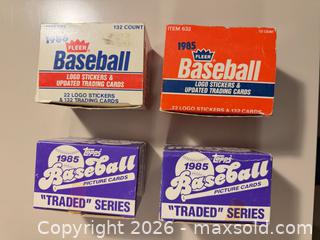 1986 132 COUNT
FLEER
Baseball
LOGO STICKERS &
UPDATED TRADING CARDS
22 LOGO STICKERS
& 132 TRADING CARDS
ITEM 632
1985
FLEER
Baseball
LOGO STICKERS &
UPDATED TRADING CARDS
22 LOGO STICKERS & 132 CARDS
Topps
1985
Baseball
PICTURE CARDS
"TRADED" SERIES
Topps
1985
Baseball
PICTURE CARDS
"TRADED" SERIES
Copyright 2026 - MaxSold.com